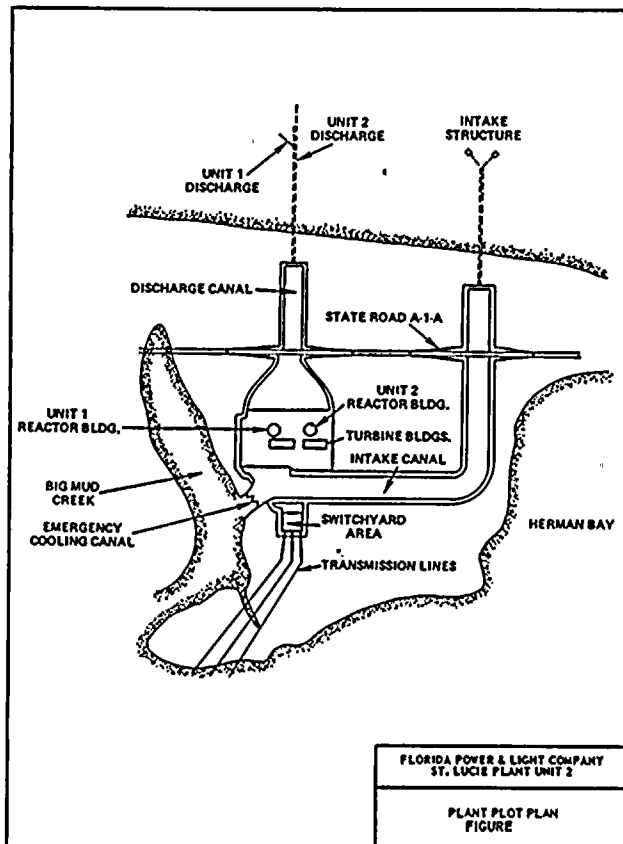 UNIT 2
DISCHARGE
INTAKE
STRUCTURE
UNIT 1
DISCHARGE
DISCHARGE CANAL
STATE ROAD A-1-A
UNIT 1
REACTOR BLDG.
UNIT 2
REACTOR BLDG.
TURBINE BLDGS.
INTAKE CANAL
BIG MUD
CREEK
EMERGENCY
COOLING CANAL
SWITCHYARD
AREA
HERMAN BAY
TRANSMISSION LINES
FLORIDA POWER & LIGHT COMPANY
ST. LUCIE PLANT UNIT 2
PLANT PLOT PLAN
FIGURE